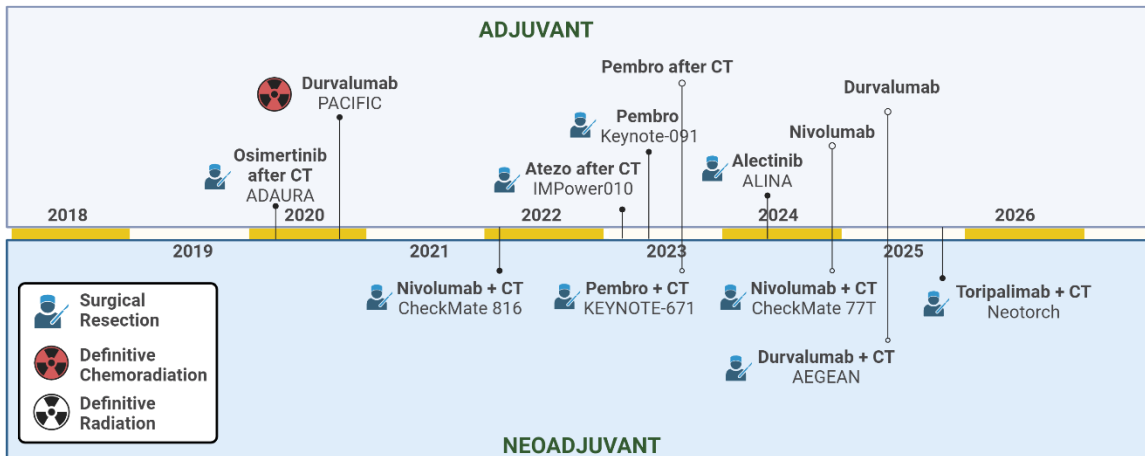 ADJUVANT
Durvalumab
PACIFIC
Osimertinib
after CT
ADAURA
Pembro after CT
Pembro
Keynote-091
Atezo after CT
IMPower010
Alectinib
ALINA
Nivolumab
Durvalumab
2018
2020
2022
2024
2026
2019
2021
2023
2025
Nivolumab + CT
CheckMate 816
Pembro + CT
KEYNOTE-671
Nivolumab + CT
CheckMate 77T
Durvalumab + CT
AEGEAN
Toripalimab + CT
Neotorch
Surgical
Resection
Definitive
Chemoradiation
Definitive
Radiation
NEOADJUVANT